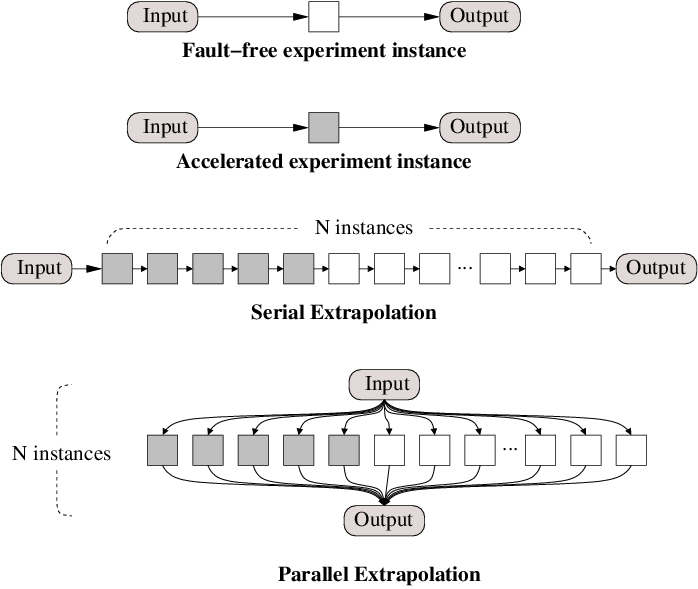 Input
Output
Fault–free experiment instance
Input
Output
Accelerated experiment instance
N instances
Input
...
Output
Serial Extrapolation
Input
N instances
...
Output
Parallel Extrapolation